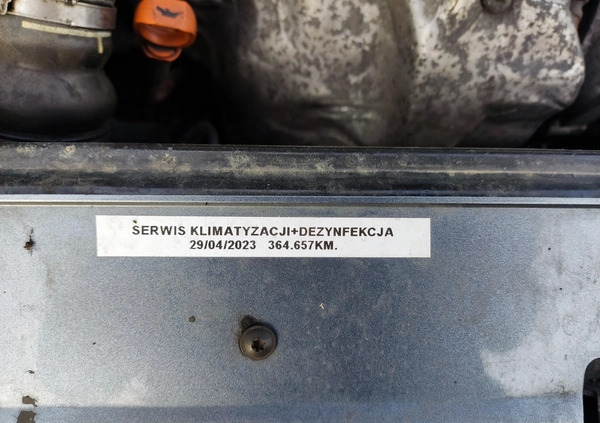 SERWIS KLIMATYZACJI+DEZYNFEKCJA
29/04/2023 364.657KM.